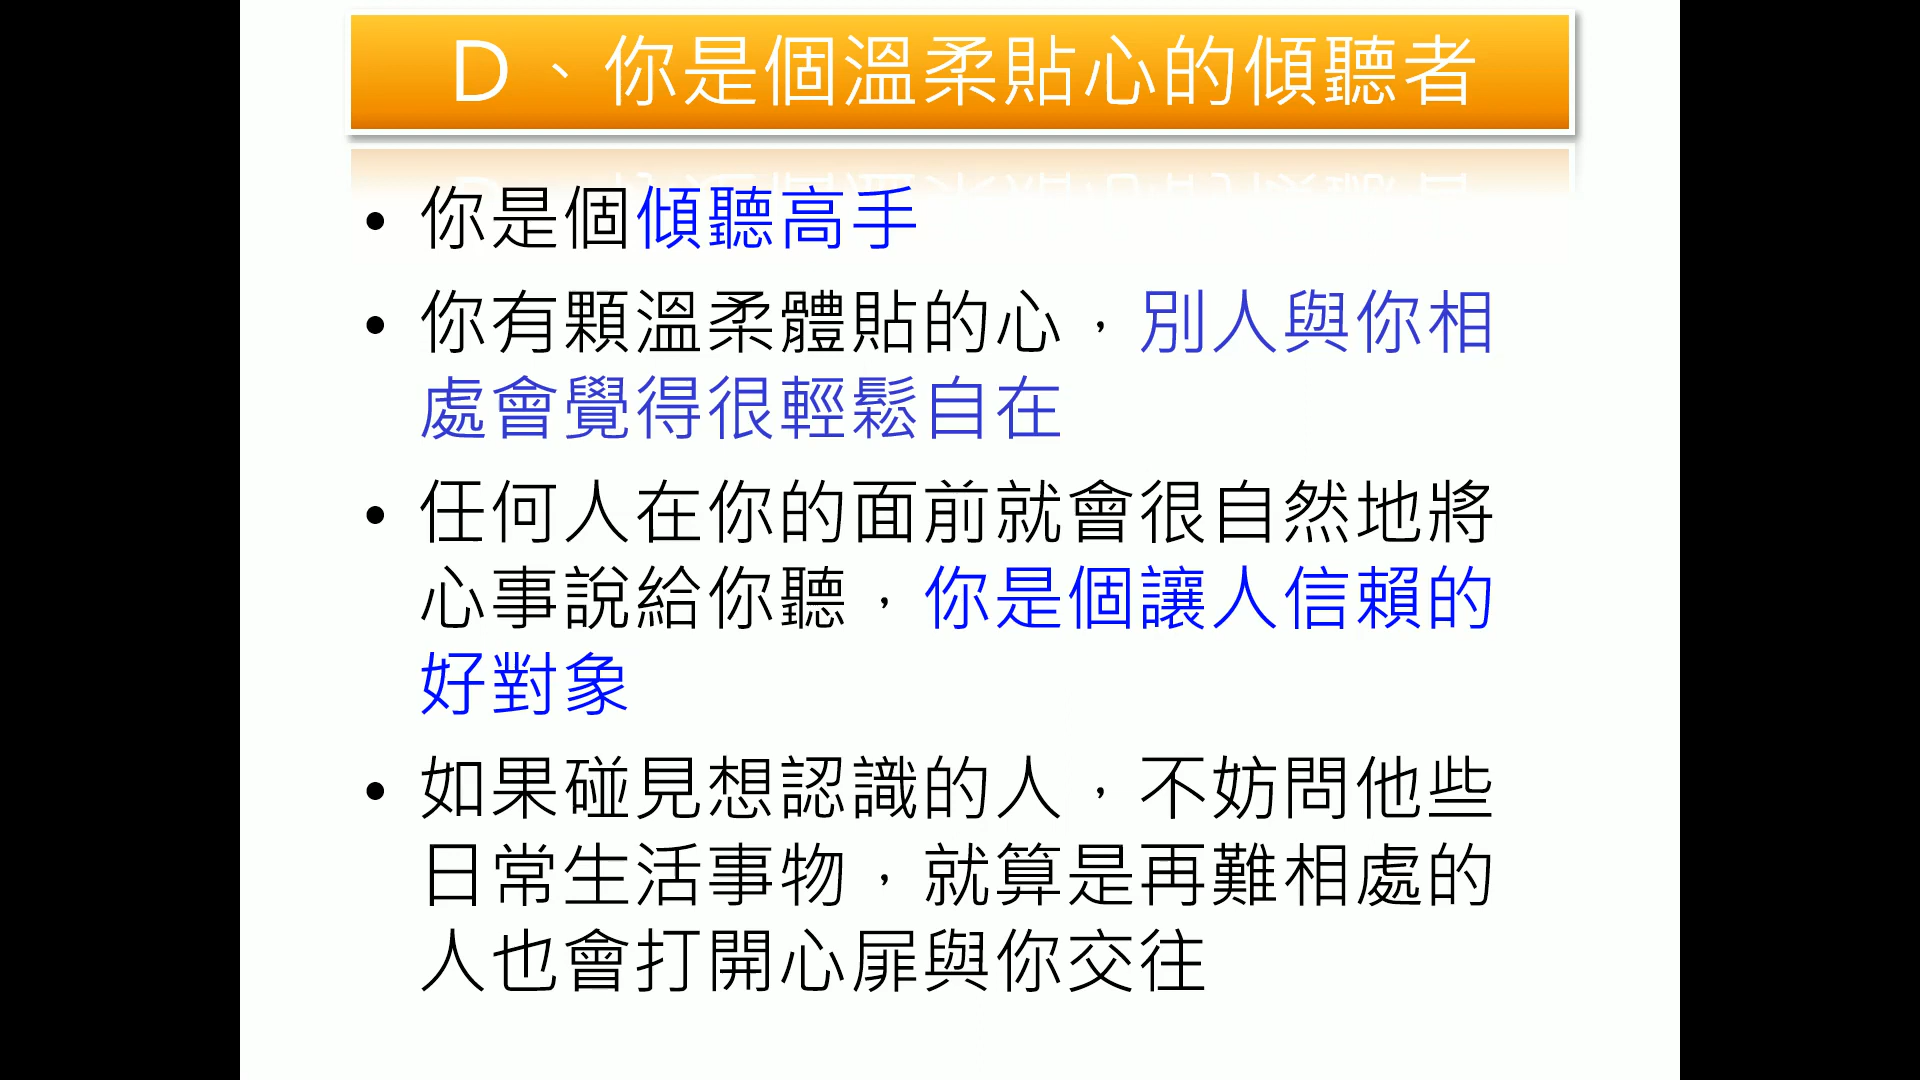 D、你是個溫柔貼心的傾聽者
• 你是個傾聽高手
• 你有顆溫柔體貼的心，別人與你相
處會覺得很輕鬆自在
• 任何人在你的面前就會很自然地將
心事說給你聽，你是個讓人信賴的
好對象
• 如果碰見想認識的人，不妨問他些
日常生活事物，就算是再難相處的
人也會打開心扉與你交往